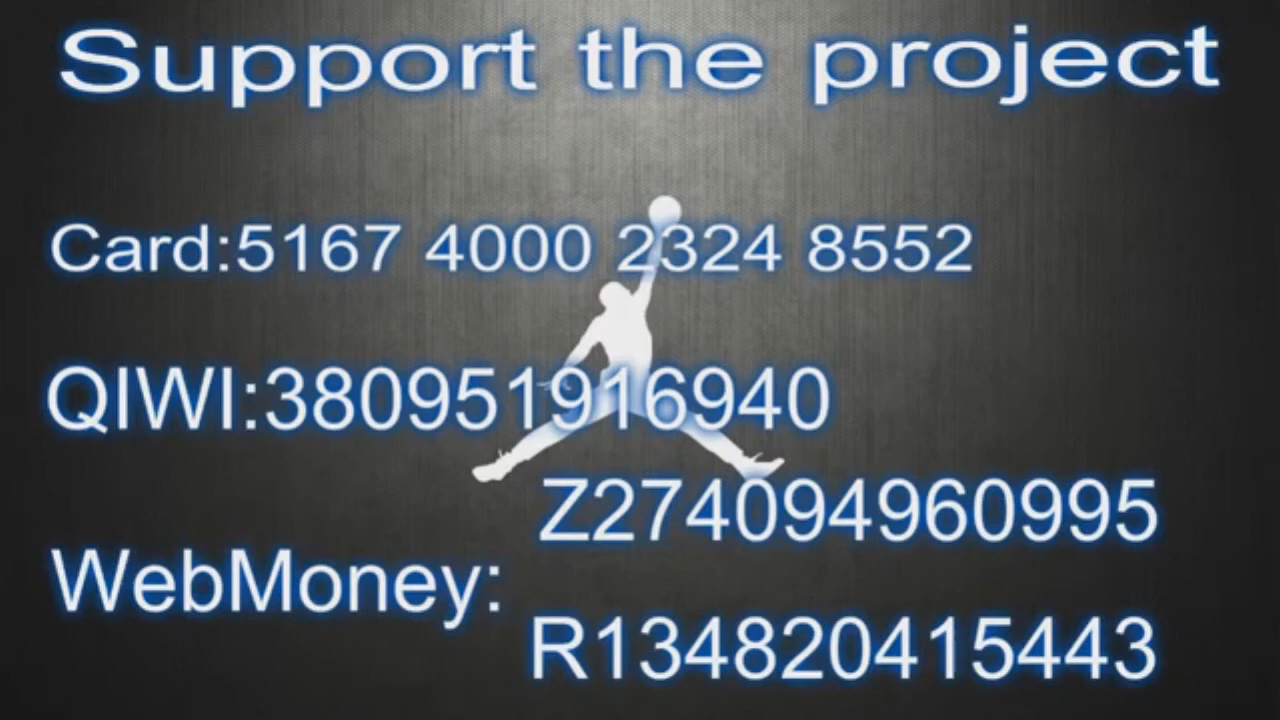 Support the project
Card:5167 4000 2324 8552
QIWI:380951916940
Z274094960995
WebMoney:
R134820415443